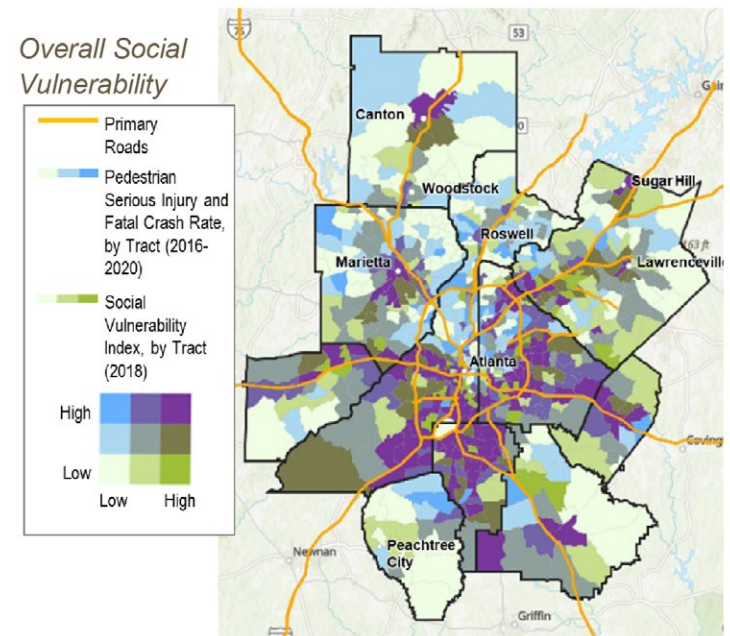 Overall Social
Vulnerability
Primary
Roads
Pedestrian
Serious Injury and
Fatal Crash Rate,
by Tract (2016-
2020)
Social
Vulnerability
Index, by Tract
(2018)
High
Low
Low High
75
53
Canton
Woodstock
Sugar Hill
Roswell
Marietta
Lawrenceville
Atlanta
Peachtree
City
Newnan
Griffin